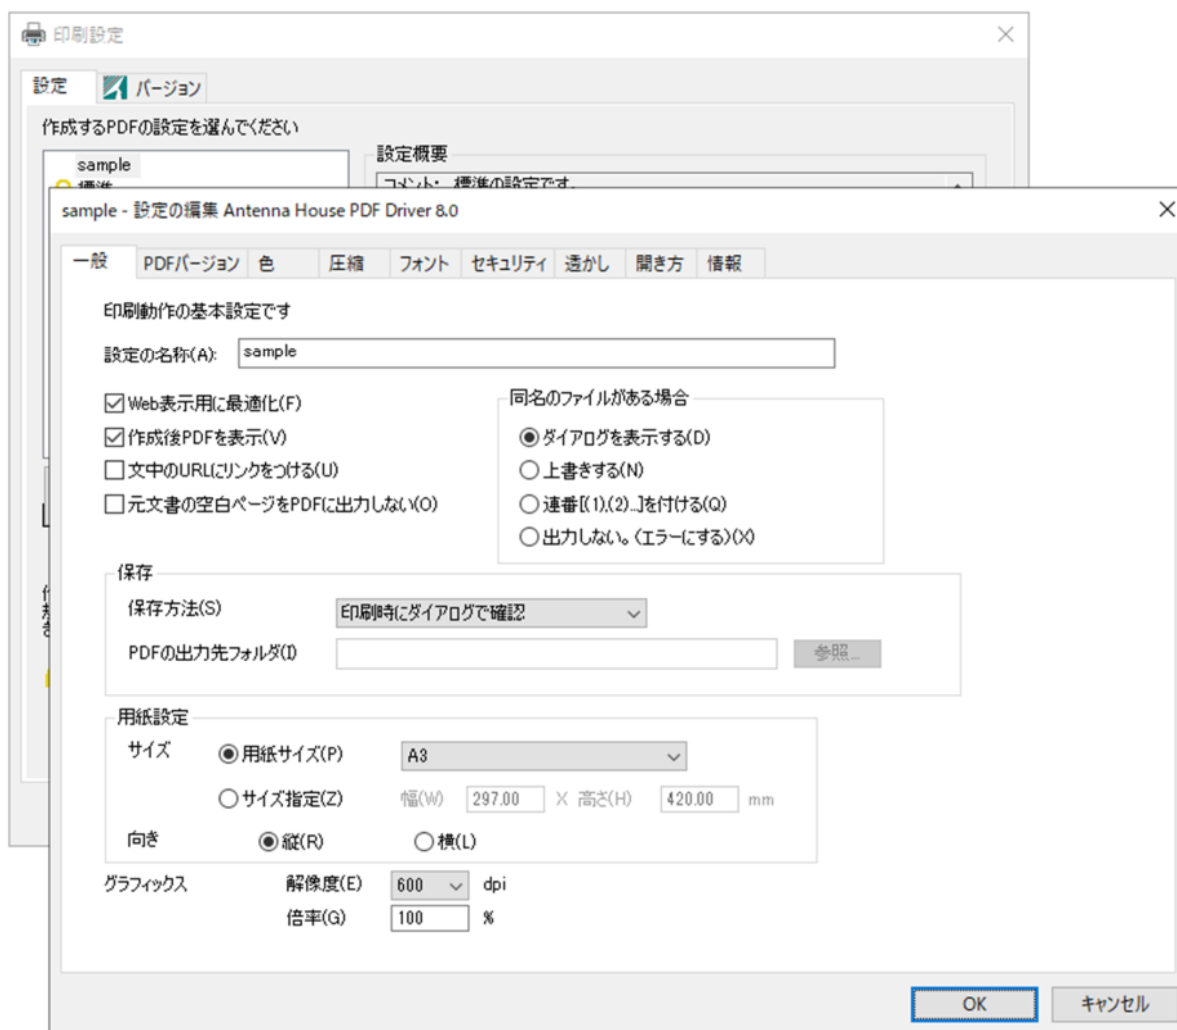 印刷設定
設定 バージョン
作成するPDFの設定を選んでください
sample
設定概要
標準
コメント: 標準の設定です。
sample - 設定の編集 Antenna House PDF Driver 8.0
一般 PDFバージョン 色 圧縮 フォント セキュリティ 透かし 開き方 情報
印刷動作の基本設定です
設定の名称(A): sample
Web表示用に最適化(F)
作成後PDFを表示(V)
文中のURLにリンクをつける(U)
元文書の空白ページをPDFに出力しない(O)
同名のファイルがある場合
ダイアログを表示する(D)
上書きする(N)
連番[(1),(2)...]を付ける(Q)
出力しない。(エラーにする)(X)
保存
保存方法(S) 印刷時にダイアログで確認
PDFの出力先フォルダ(I) 参照...
用紙設定
サイズ 用紙サイズ(P) A3
サイズ指定(Z) 幅(W) 297.00 X 高さ(H) 420.00 mm
向き 縦(R) 横(L)
グラフィックス 解像度(E) 600 dpi
倍率(G) 100 %
OK キャンセル